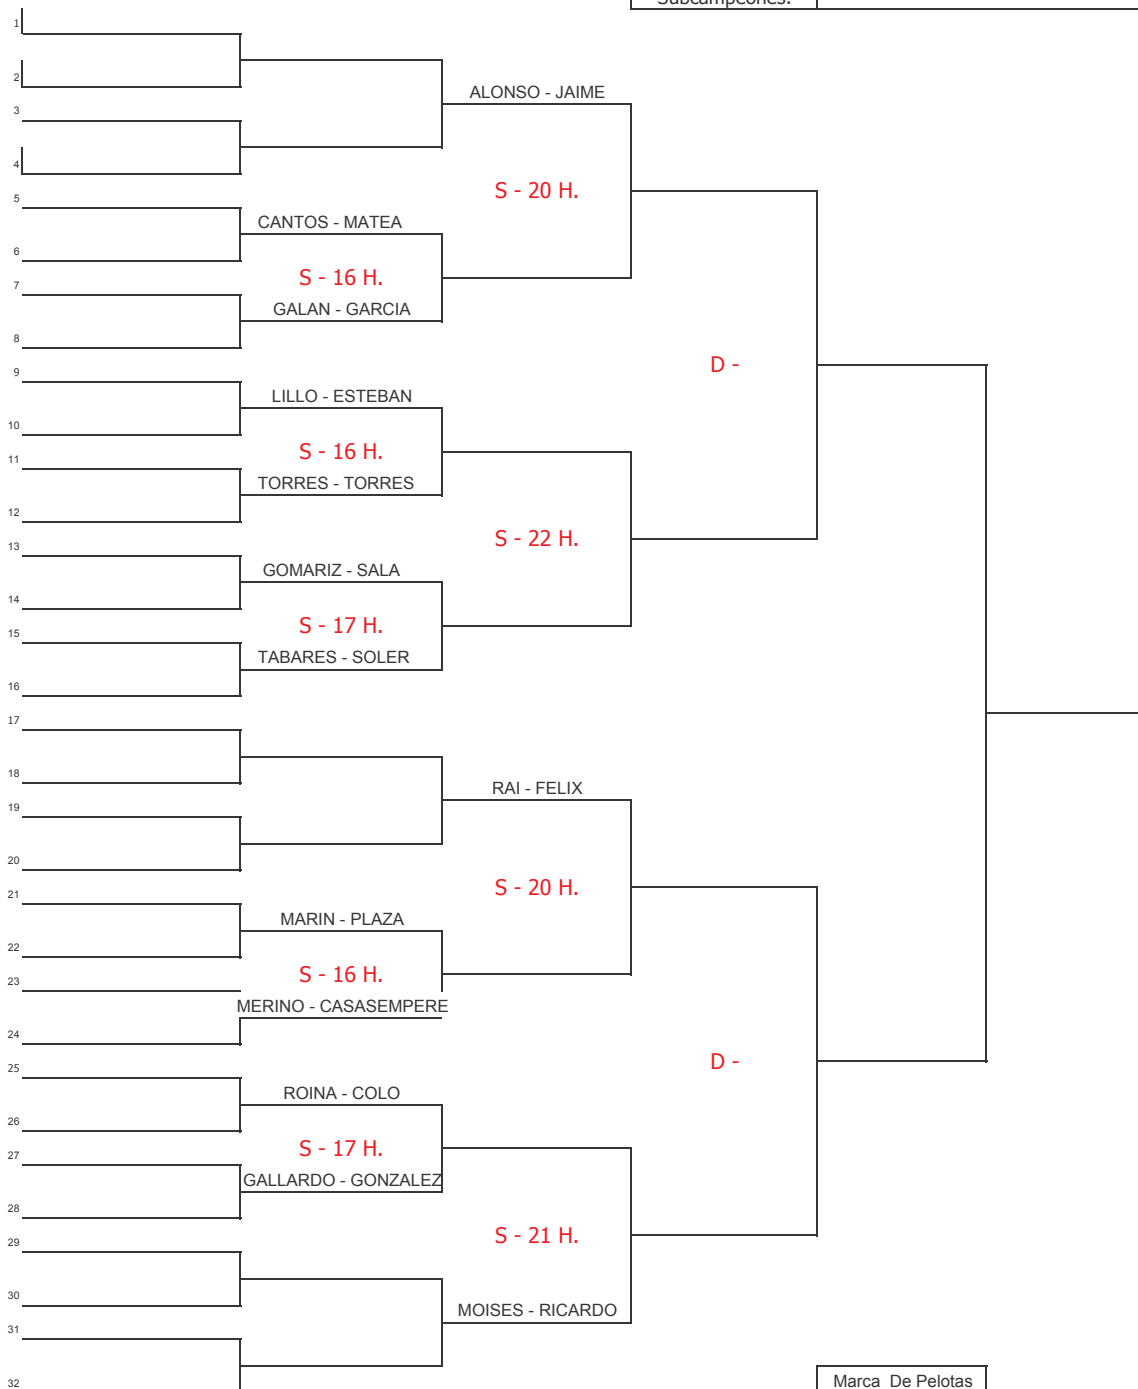 Subcampeones:
1
2
ALONSO - JAIME
3
4
S - 20 H.
5
CANTOS - MATEA
6
S - 16 H.
7
GALAN - GARCIA
8
D -
9
LILLO - ESTEBAN
10
S - 16 H.
11
TORRES - TORRES
12
S - 22 H.
13
GOMARIZ - SALA
14
S - 17 H.
15
TABARES - SOLER
16
17
18
RAI - FELIX
19
20
S - 20 H.
21
MARIN - PLAZA
22
S - 16 H.
23
MERINO - CASASEMPERE
24
D -
25
ROINA - COLO
26
S - 17 H.
27
GALLARDO - GONZALEZ
28
S - 21 H.
29
30
MOISES - RICARDO
31
32
Marca De Pelotas